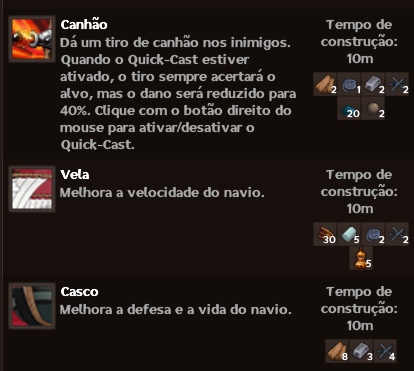 Canhão
Dá um tiro de canhão nos inimigos.
Quando o Quick-Cast estiver
ativado, o tiro sempre acertará o
alvo, mas o dano será reduzido para
40%. Clique com o botão direito do
mouse para ativar/desativar o
Quick-Cast.
Tempo de
construção:
10m
2 1 2 2
20 2
Vela
Melhora a velocidade do navio.
Tempo de
construção:
10m
30 5 2 2
5
Casco
Melhora a defesa e a vida do navio.
Tempo de
construção:
10m
8 3 4